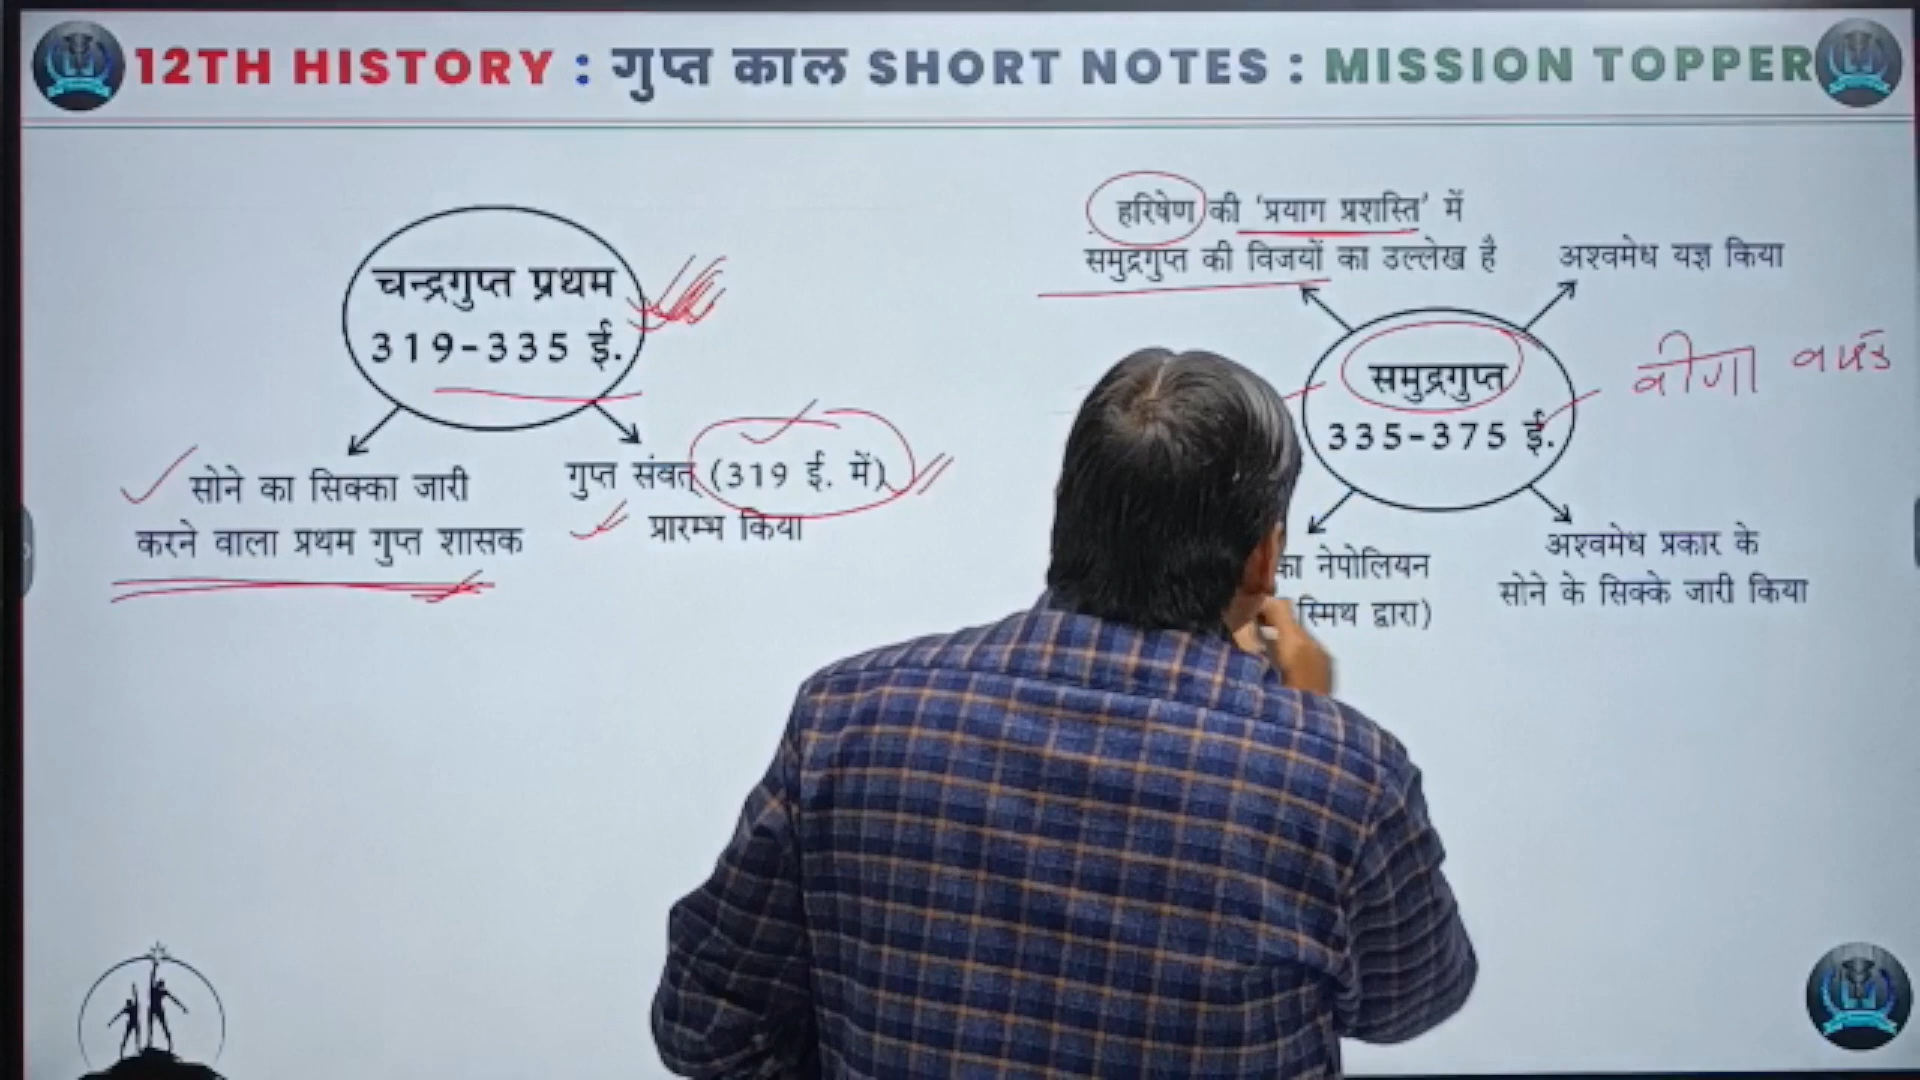 12TH HISTORY : गुप्त काल SHORT NOTES : MISSION TOPPER
चन्द्रगुप्त प्रथम
319-335 ई.
सोने का सिक्का जारी
करने वाला प्रथम गुप्त शासक
गुप्त संवत् (319 ई. में)
प्रारम्भ किया
हरिषेण की 'प्रयाग प्रशस्ति' में
समुद्रगुप्त की विजयों का उल्लेख है
अश्वमेध यज्ञ किया
समुद्रगुप्त
335-375 ई.
वीणा
का नेपोलियन
स्मिथ द्वारा)
अश्वमेध प्रकार के
सोने के सिक्के जारी किया